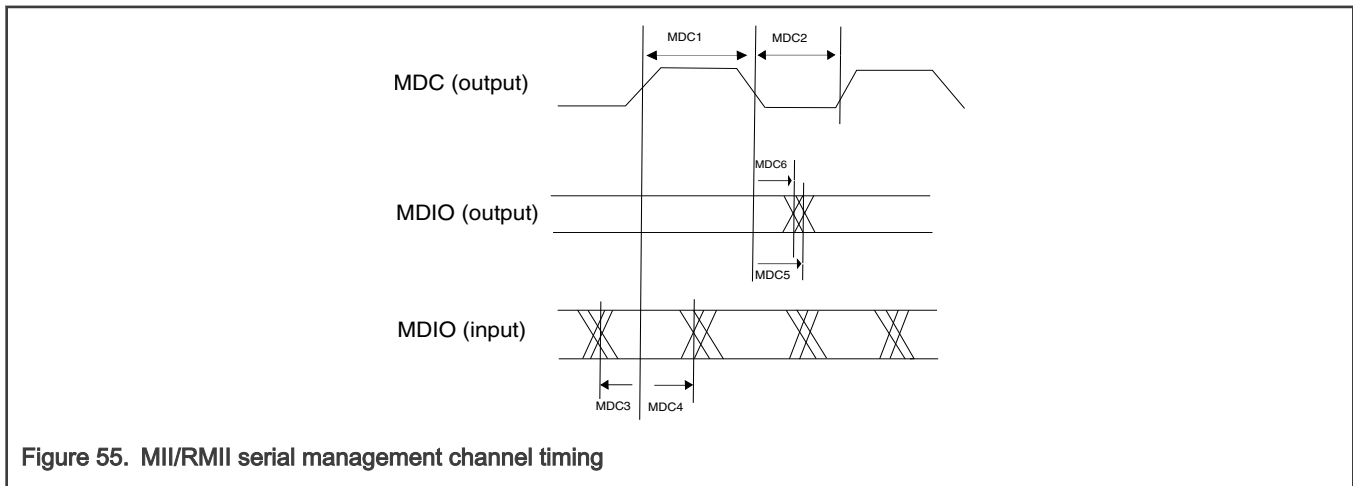 MDC1
MDC2
MDC (output)
MDC6
MDIO (output)
MDC5
MDIO (input)
MDC3
MDC4
Figure 55. MII/RMII serial management channel timing